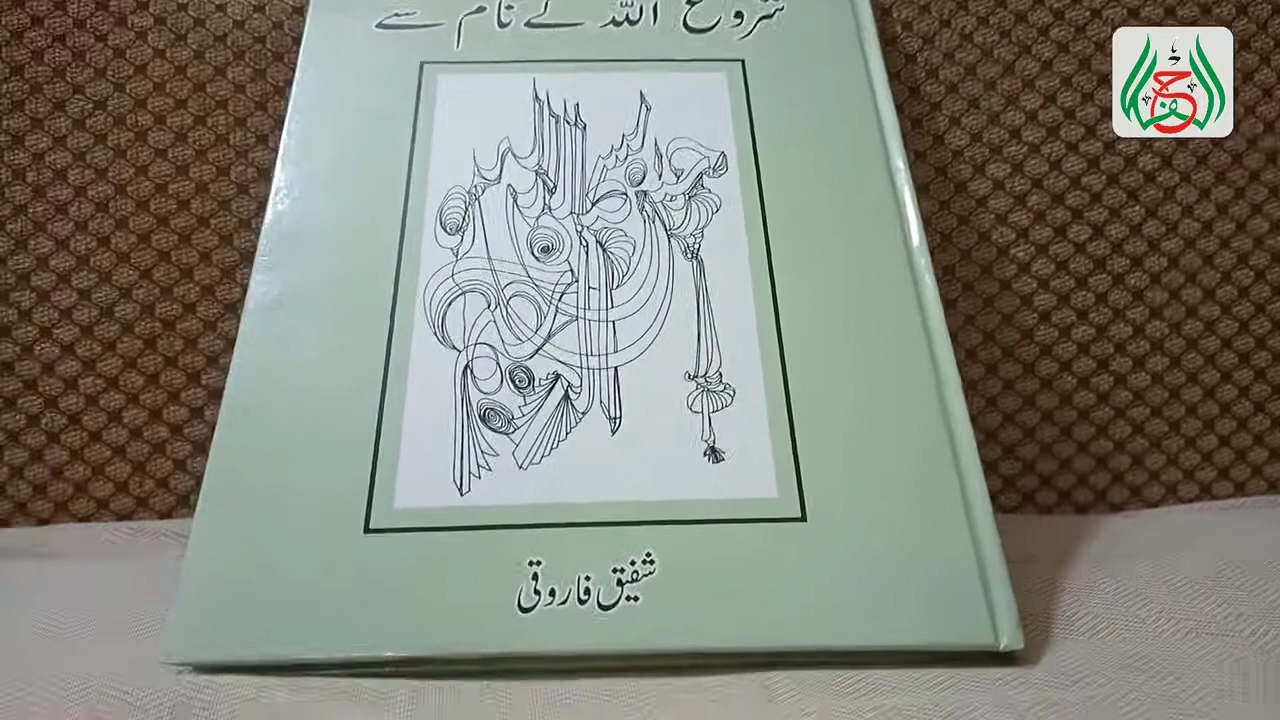 شروع اللہ کے نام سے
شفیق فاروقی